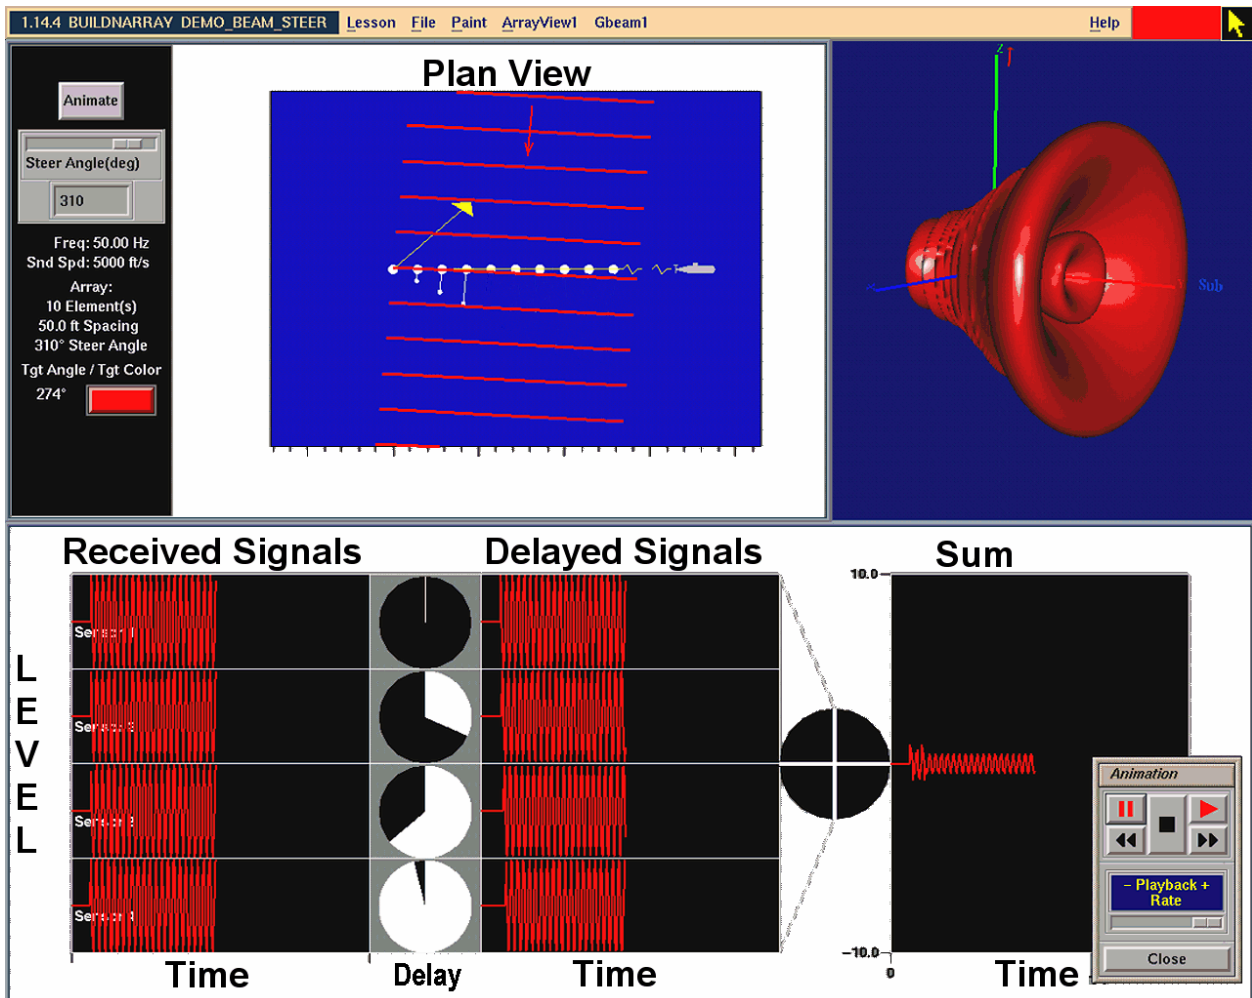 1.14.4 BUILDNARRAY DEMO_BEAM_STEER Lesson File Paint ArrayView1 Gbeam1 Help
Plan View
Animate
Steer Angle(deg)
310
Freq: 50.00 Hz
Snd Spd: 5000 ft/s
Array:
10 Element(s)
50.0 ft Spacing
310° Steer Angle
Tgt Angle / Tgt Color
274°
Sub
Received Signals Delayed Signals Sum
LEVEL
10.0
-10.0
0
Time Delay Time Time
Animation
- Playback +
Rate
Close